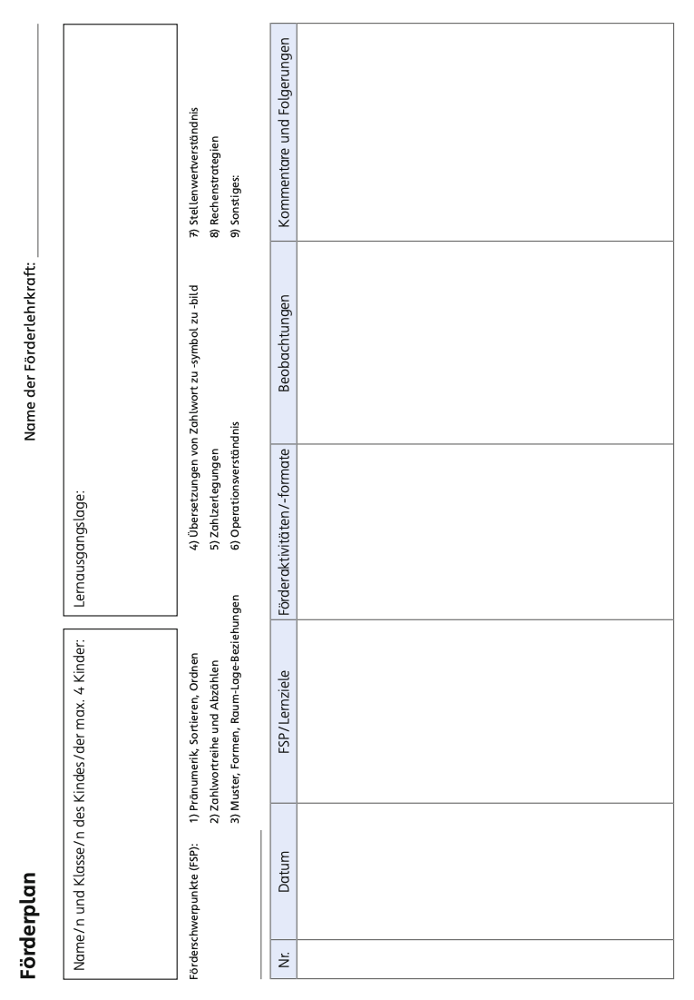 Förderplan
Name der Förderlehrkraft:
Name/n und Klasse/n des Kindes/der max. 4 Kinder:
Lernausgangslage:
Förderschwerpunkte (FSP):
1) Pränumerik, Sortieren, Ordnen
2) Zahlwortreihe und Abzählen
3) Muster, Formen, Raum-Lage-Beziehungen
4) Übersetzungen von Zahlwort zu -symbol zu -bild
5) Zahlzerlegungen
6) Operationsverständnis
7) Stellenwertverständnis
8) Rechenstrategien
9) Sonstiges:
Nr.
Datum
FSP/Lernziele
Förderaktivitäten/-formate
Beobachtungen
Kommentare und Folgerungen